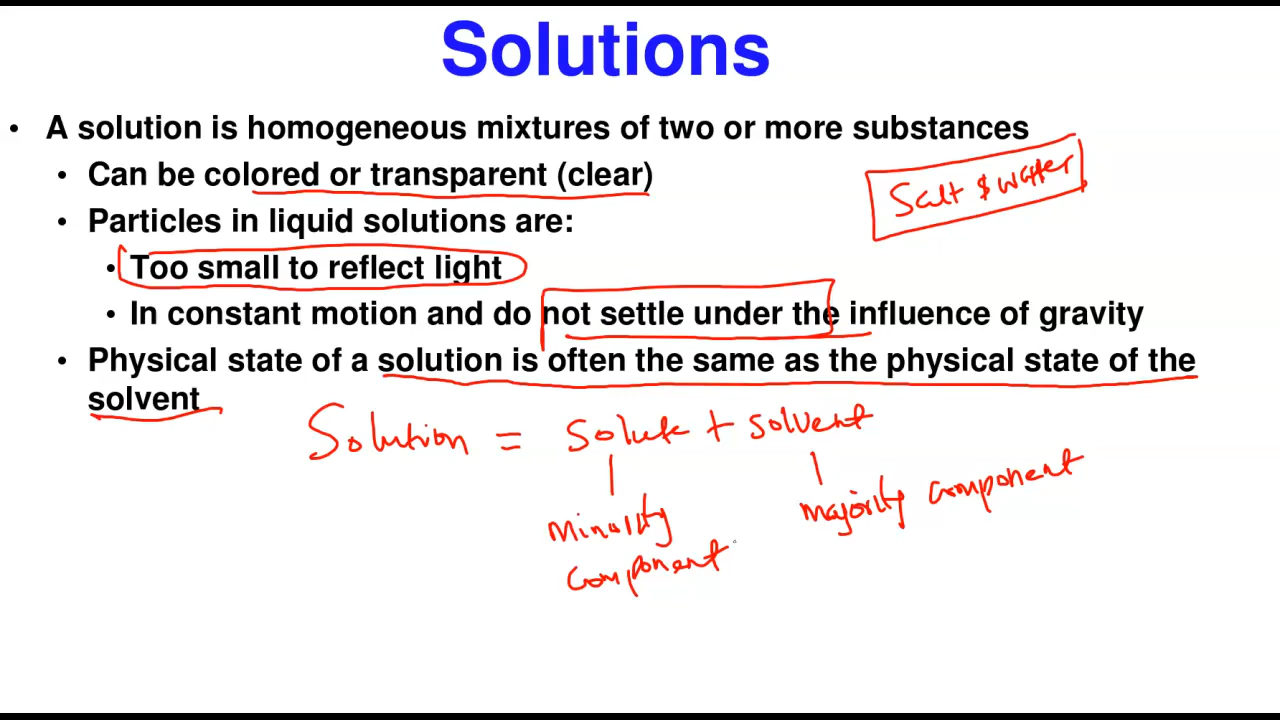 Solutions
• A solution is homogeneous mixtures of two or more substances
• Can be colored or transparent (clear)
Salt & water
• Particles in liquid solutions are:
• Too small to reflect light
• In constant motion and do not settle under the influence of gravity
• Physical state of a solution is often the same as the physical state of the
solvent
Solution = solute + solvent
minority
component
majority component